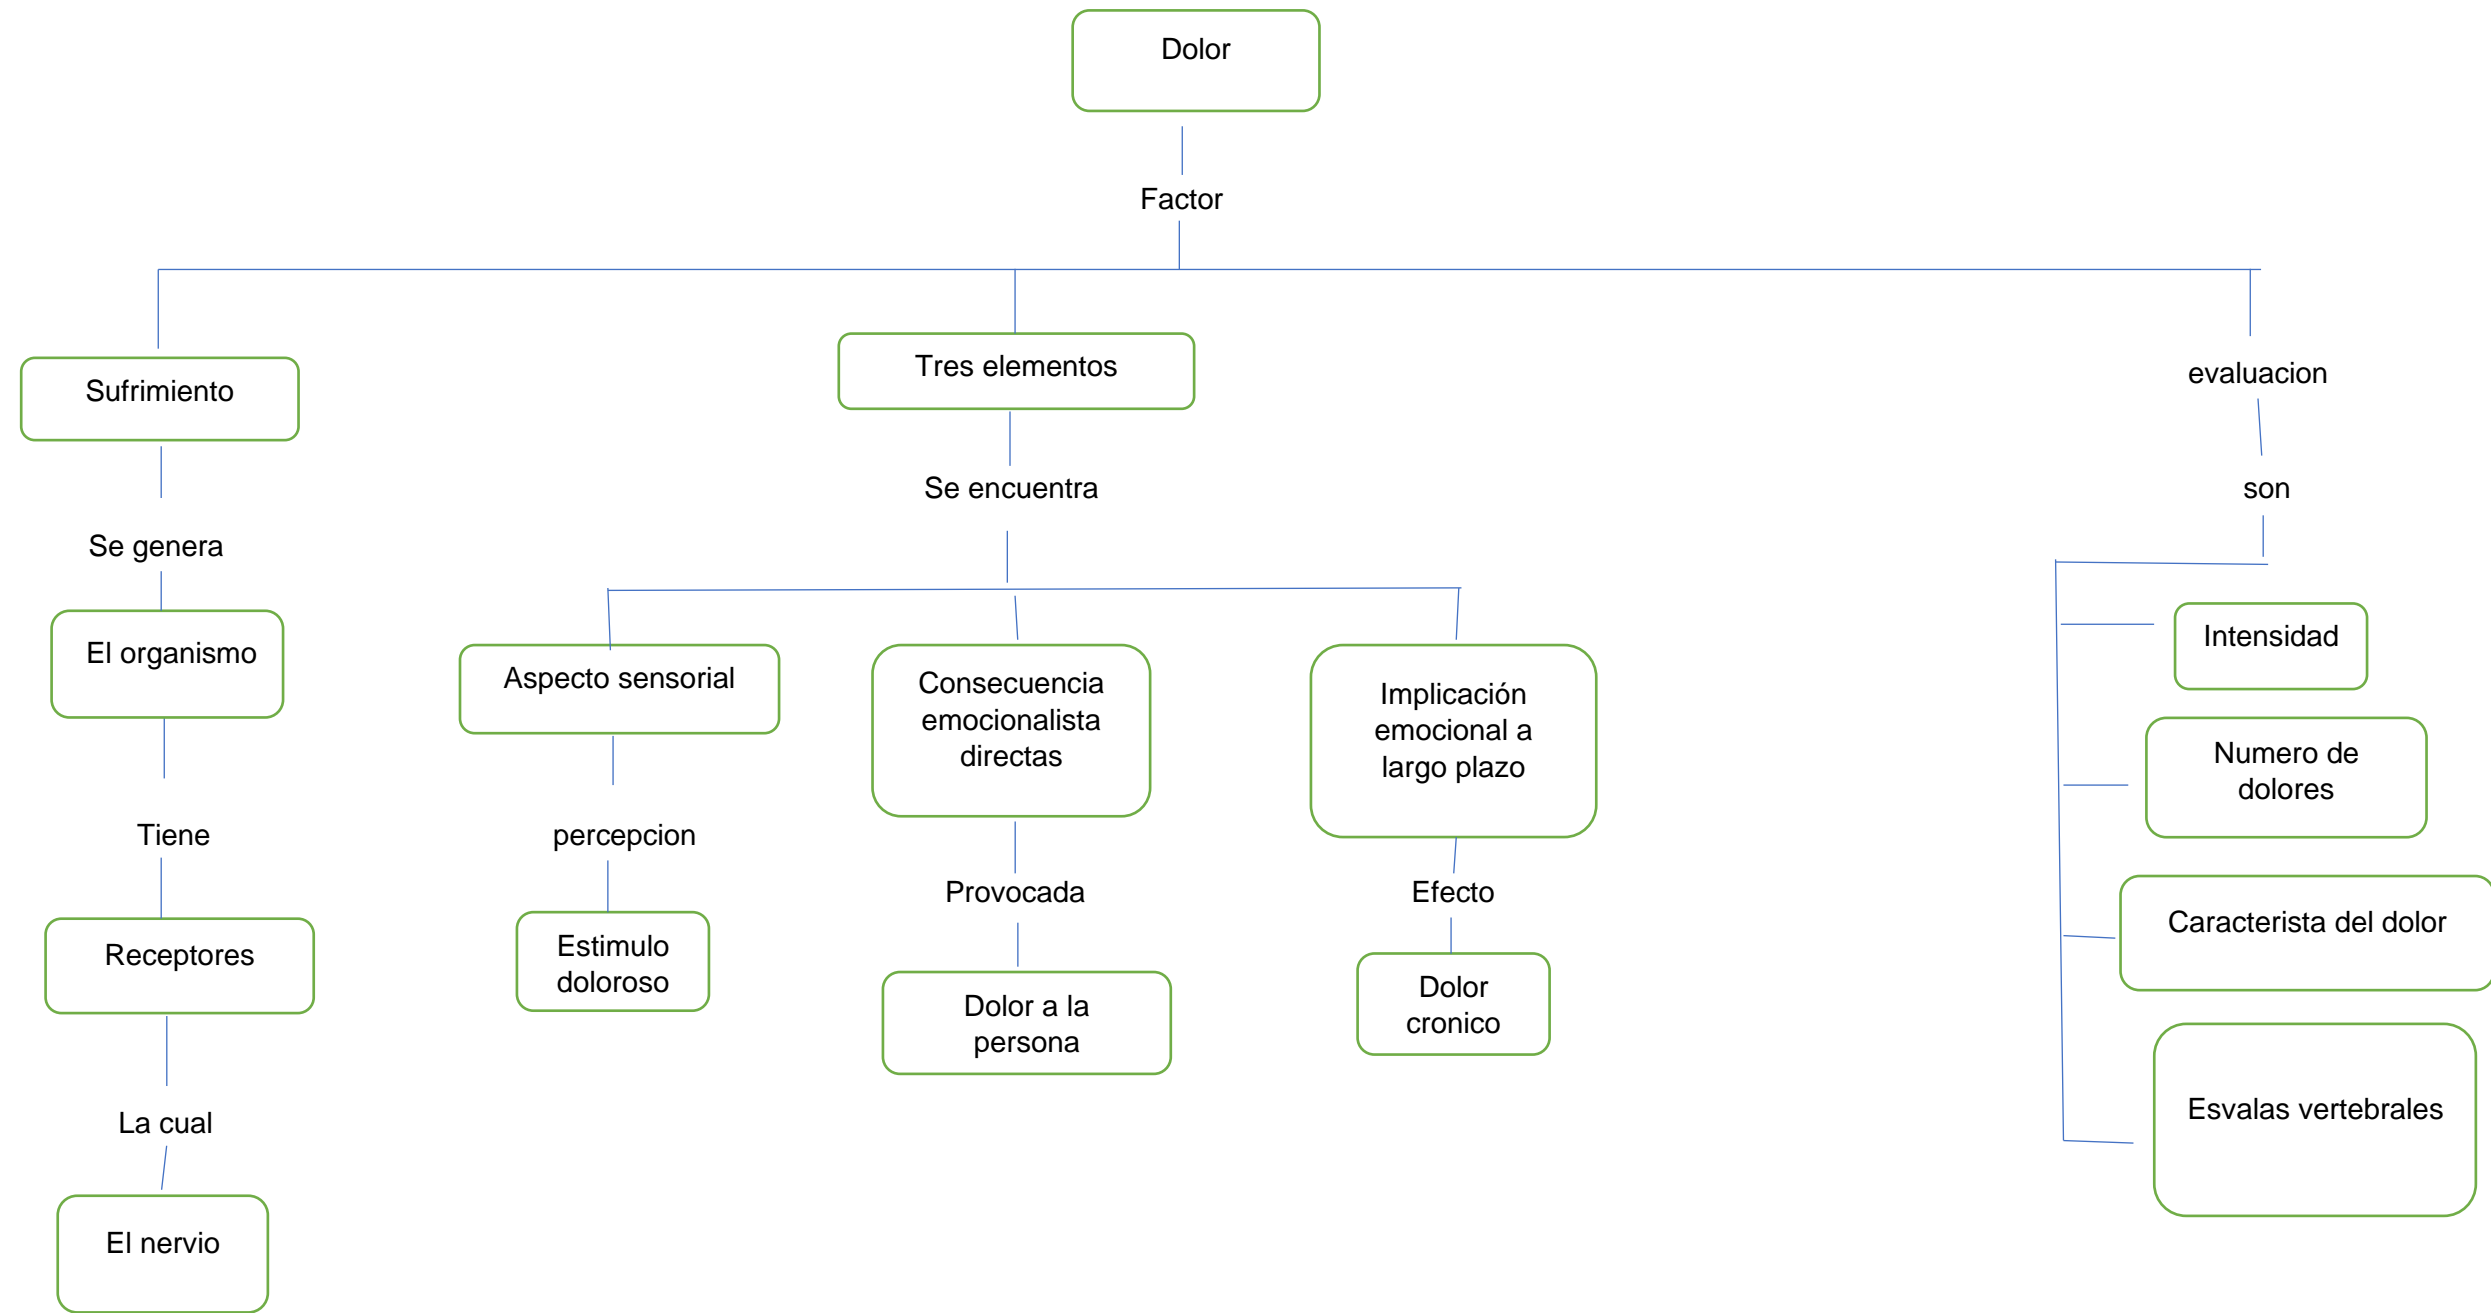 Dolor
Factor
Sufrimiento
Se genera
El organismo
Tiene
Receptores
La cual
El nervio
Tres elementos
Se encuentra
Aspecto sensorial
percepcion
Estimulo
doloroso
Consecuencia
emocionalista
directas
Provocada
Dolor a la
persona
Implicación
emocional a
largo plazo
Efecto
Dolor
cronico
evaluacion
son
Intensidad
Numero de
dolores
Caracterista del dolor
Esvalas vertebrales